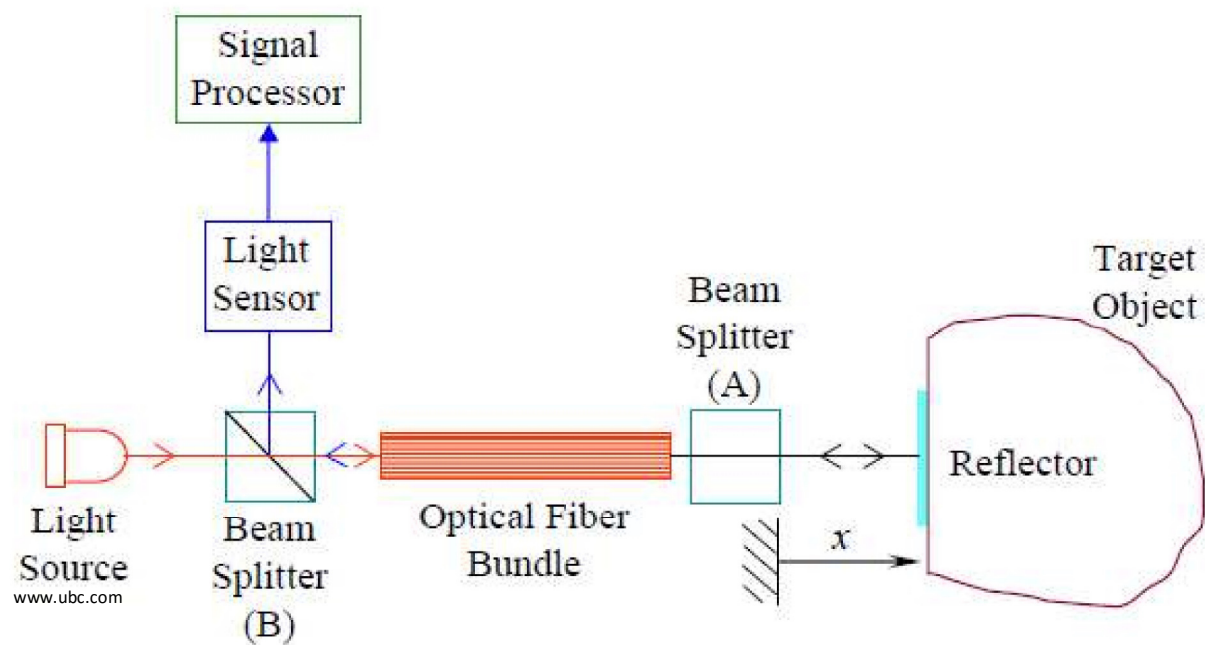 Signal
Processor
Light
Sensor
Beam
Splitter
(A)
Target
Object
Reflector
Optical Fiber
Bundle
x
Light
Source
Beam
Splitter
(B)
www.ubc.com